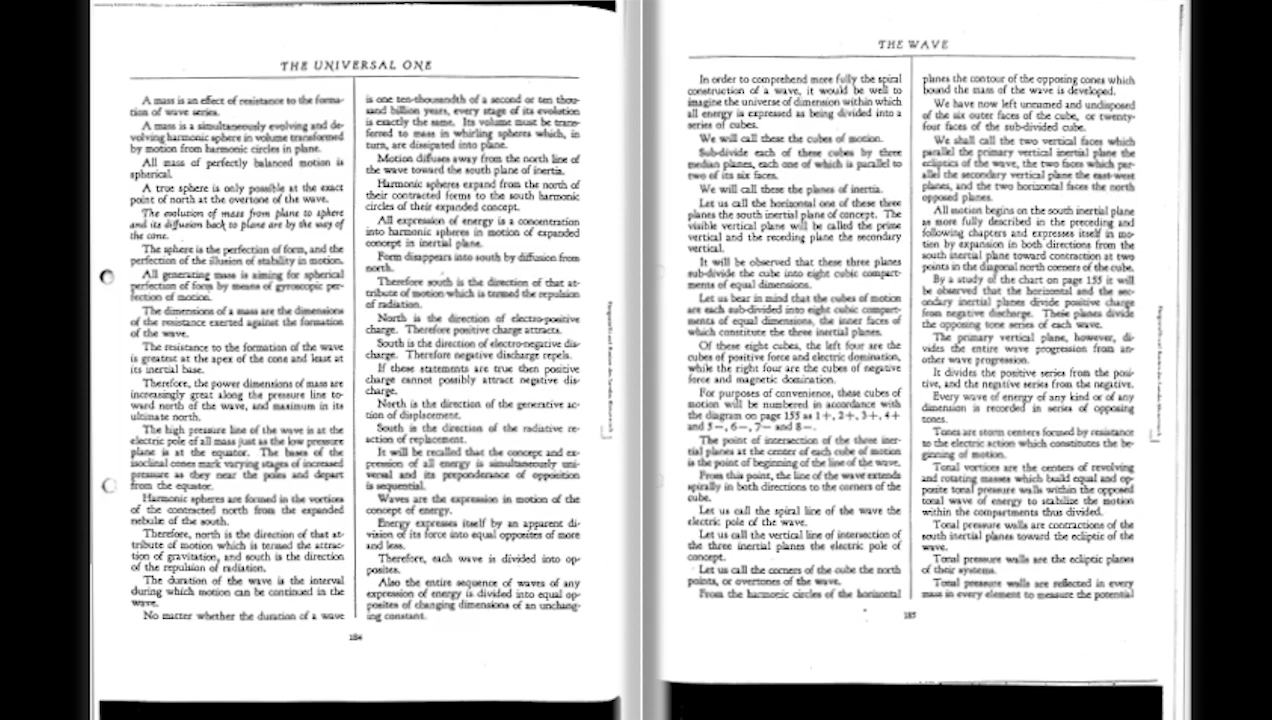 THE UNIVERSAL ONE
A mass is an effect of resistance to the forma-
tion of wave series.
A mass is a simultaneously evolving and de-
volving harmonic sphere in volume transformed
by motion from harmonic circles in plane.
All mass of perfectly balanced motion is
spherical.
A true sphere is only possible at the exact
point of north at the overtone of the wave.
The evolution of mass from plane to sphere
and its diffusion back to plane are by the way of
the cone.
The sphere is the perfection of form, and the
perfection of the illusion of stability in motion.
All generating mass is aiming for spherical
perfection of form by means of gyroscopic per-
fection of motion.
The dimensions of a mass are the dimensions
of the resistance exerted against the formation
of the wave.
The resistance to the formation of the wave
is greatest at the apex of the cone and least at
its inertial base.
Therefore, the power dimensions of mass are
increasingly great along the pressure line to-
ward north of the wave, and maximum in its
ultimate north.
The high pressure line of the wave is at the
electric pole of all mass just as the low pressure
plane is at the equator. The bases of the
isoclinal cones mark varying stages of increased
pressure as they near the poles and depart
from the equator.
Harmonic spheres are formed in the vortices
of the contracted north from the expanded
nebulae of the south.
Therefore, north is the direction of that at-
tribute of motion which is termed the attrac-
tion of gravitation, and south is the direction
of the repulsion of radiation.
The duration of the wave is the interval
during which motion can be continued in the
wave.
No matter whether the duration of a wave
is one ten-thousandth of a second or ten thou-
sand billion years, every stage of its evolution
is exactly the same. Its volume must be trans-
ferred to mass in whirling spheres which, in
turn, are dissipated into plane.
Motion diffuses away from the north line of
the wave toward the south plane of inertia.
Harmonic spheres expand from the north of
their contracted forms to the south harmonic
circles of their expanded concept.
All expression of energy is a concentration
into harmonic spheres in motion of expanded
concept in inertial plane.
Form disappears into south by diffusion from
north.
Therefore south is the direction of that at-
tribute of motion which is termed the repulsion
of radiation.
North is the direction of electro-positive
charge. Therefore positive charge attracts.
South is the direction of electro-negative dis-
charge. Therefore negative discharge repels.
If these statements are true then positive
charge cannot possibly attract negative dis-
charge.
North is the direction of the generative ac-
tion of displacement.
South is the direction of the radiative re-
action of replacement.
It will be recalled that the concept and ex-
pression of all energy is simultaneously uni-
versal and its preponderance of opposition
is sequential.
Waves are the expression in motion of the
concept of energy.
Energy expresses itself by an apparent di-
vision of its force into equal opposites of more
and less.
Therefore, each wave is divided into op-
posites.
Also the entire sequence of waves of any
expression of energy is divided into equal op-
posites of changing dimensions of an unchang-
ing constant.
184
THE WAVE
In order to comprehend more fully the spiral
construction of a wave, it would be well to
imagine the universe of dimension within which
all energy is expressed as being divided into a
series of cubes.
We will call these the cubes of motion.
Sub-divide each of these cubes by three
median planes, each one of which is parallel to
two of its six faces.
We will call these the planes of inertia.
Let us call the horizontal one of these three
planes the south inertial plane of concept. The
visible vertical plane will be called the prime
vertical and the receding plane the secondary
vertical.
It will be observed that these three planes
sub-divide the cube into eight cubic compart-
ments of equal dimensions.
Let us bear in mind that the cubes of motion
are each sub-divided into eight cubic compart-
ments of equal dimensions, the inner faces of
which constitute the three inertial planes.
Of these eight cubes, the left four are the
cubes of positive force and electric domination,
while the right four are the cubes of negative
force and magnetic domination.
For purposes of convenience, these cubes of
motion will be numbered in accordance with
the diagram on page 155 as 1+, 2+, 3+, 4+
and 5−, 6−, 7− and 8−.
The point of intersection of the three iner-
tial planes at the center of each cube of motion
is the point of beginning of the line of the wave.
From this point, the line of the wave extends
spirally in both directions to the corners of the
cube.
Let us call the spiral line of the wave the
electric pole of the wave.
Let us call the vertical line of intersection of
the three inertial planes the electric pole of
concept.
Let us call the corners of the cube the north
points, or overtones of the wave.
From the harmonic circles of the horizontal
planes the contour of the opposing cones which
bound the mass of the wave is developed.
We have now left unnamed and undisposed
of the six outer faces of the cube, or twenty-
four faces of the sub-divided cube.
We shall call the two vertical faces which
parallel the primary vertical inertial plane the
ecliptics of the wave, the two faces which par-
allel the secondary vertical plane the east-west
planes, and the two horizontal faces the north
opposed planes.
All motion begins on the south inertial plane
as more fully described in the preceding and
following chapters and expresses itself in mo-
tion by expansion in both directions from the
south inertial plane toward contraction at two
points in the diagonal north corners of the cube.
By a study of the chart on page 155 it will
be observed that the horizontal and the sec-
ondary inertial planes divide positive charge
from negative discharge. These planes divide
the opposing tone series of each wave.
The primary vertical plane, however, di-
vides the entire wave progression from an-
other wave progression.
It divides the positive series from the posi-
tive, and the negative series from the negative.
Every wave of energy of any kind or of any
dimension is recorded in series of opposing
tones.
Tones are storm centers focused by resistance
to the electric action which constitutes the be-
ginning of motion.
Tonal vortices are the centers of revolving
and rotating masses which build equal and op-
posite tonal pressure walls within the opposed
tonal wave of energy to stabilize the motion
within the compartments thus divided.
Tonal pressure walls are contractions of the
south inertial planes toward the ecliptic of the
wave.
Tonal pressure walls are the ecliptic planes
of their systems.
Tonal pressure walls are reflected in every
mass in every element to measure the potential
185